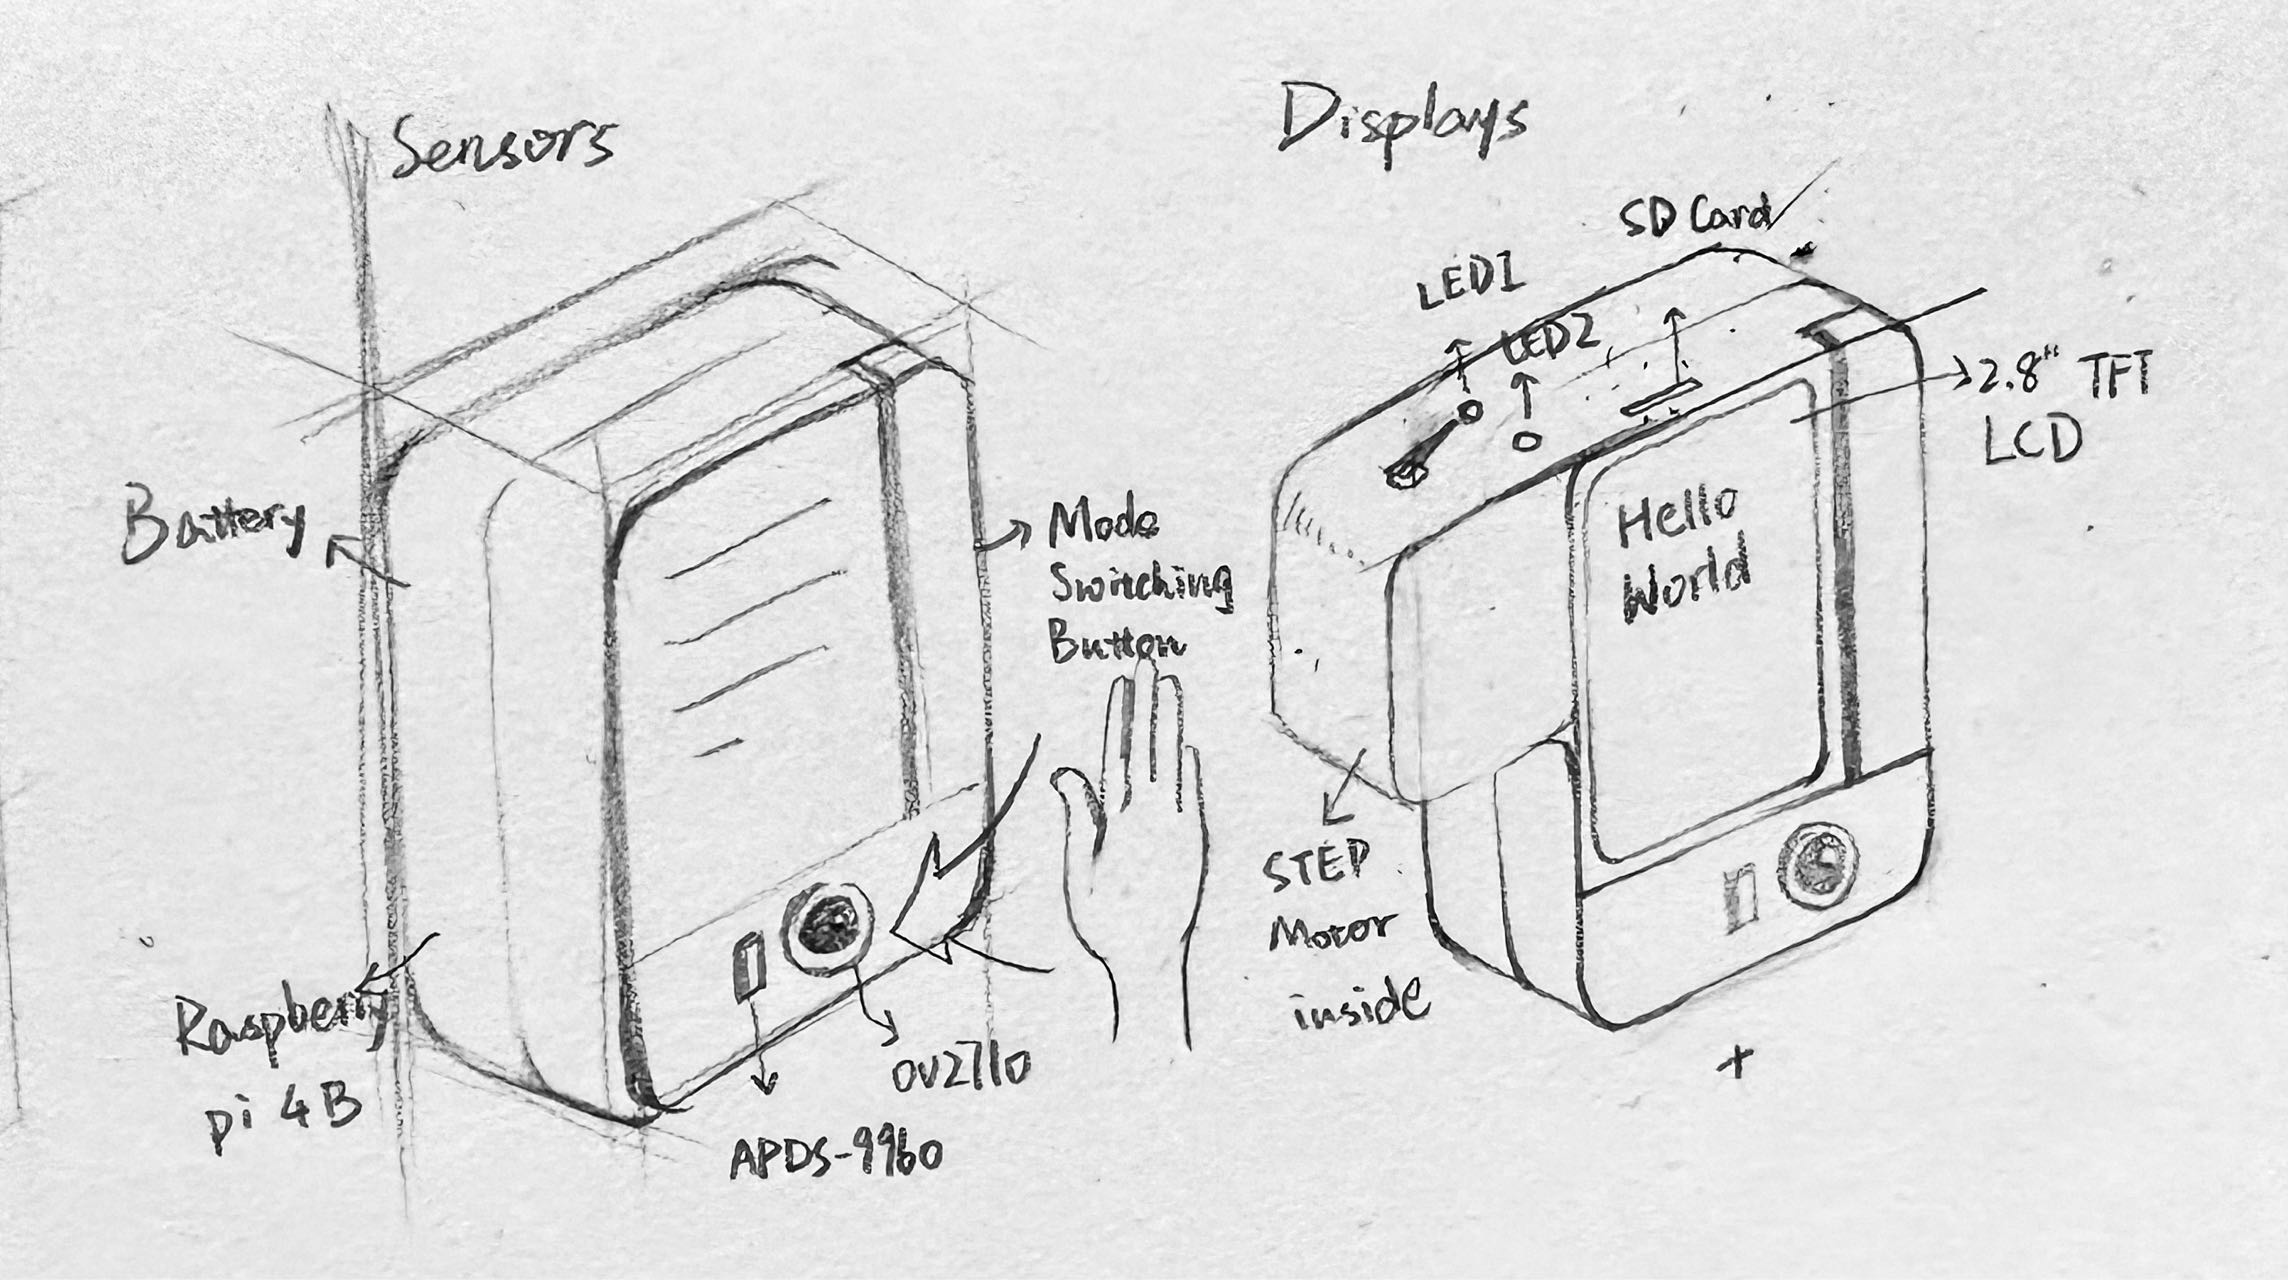 Sensors
Battery
Mode
Switching
Button
Raspberry
pi 4B
OV2710
APDS-9960
Displays
SD Card
LED1
LED2
2.8" TFT
LCD
Hello
World
STEP
Motor
inside
+